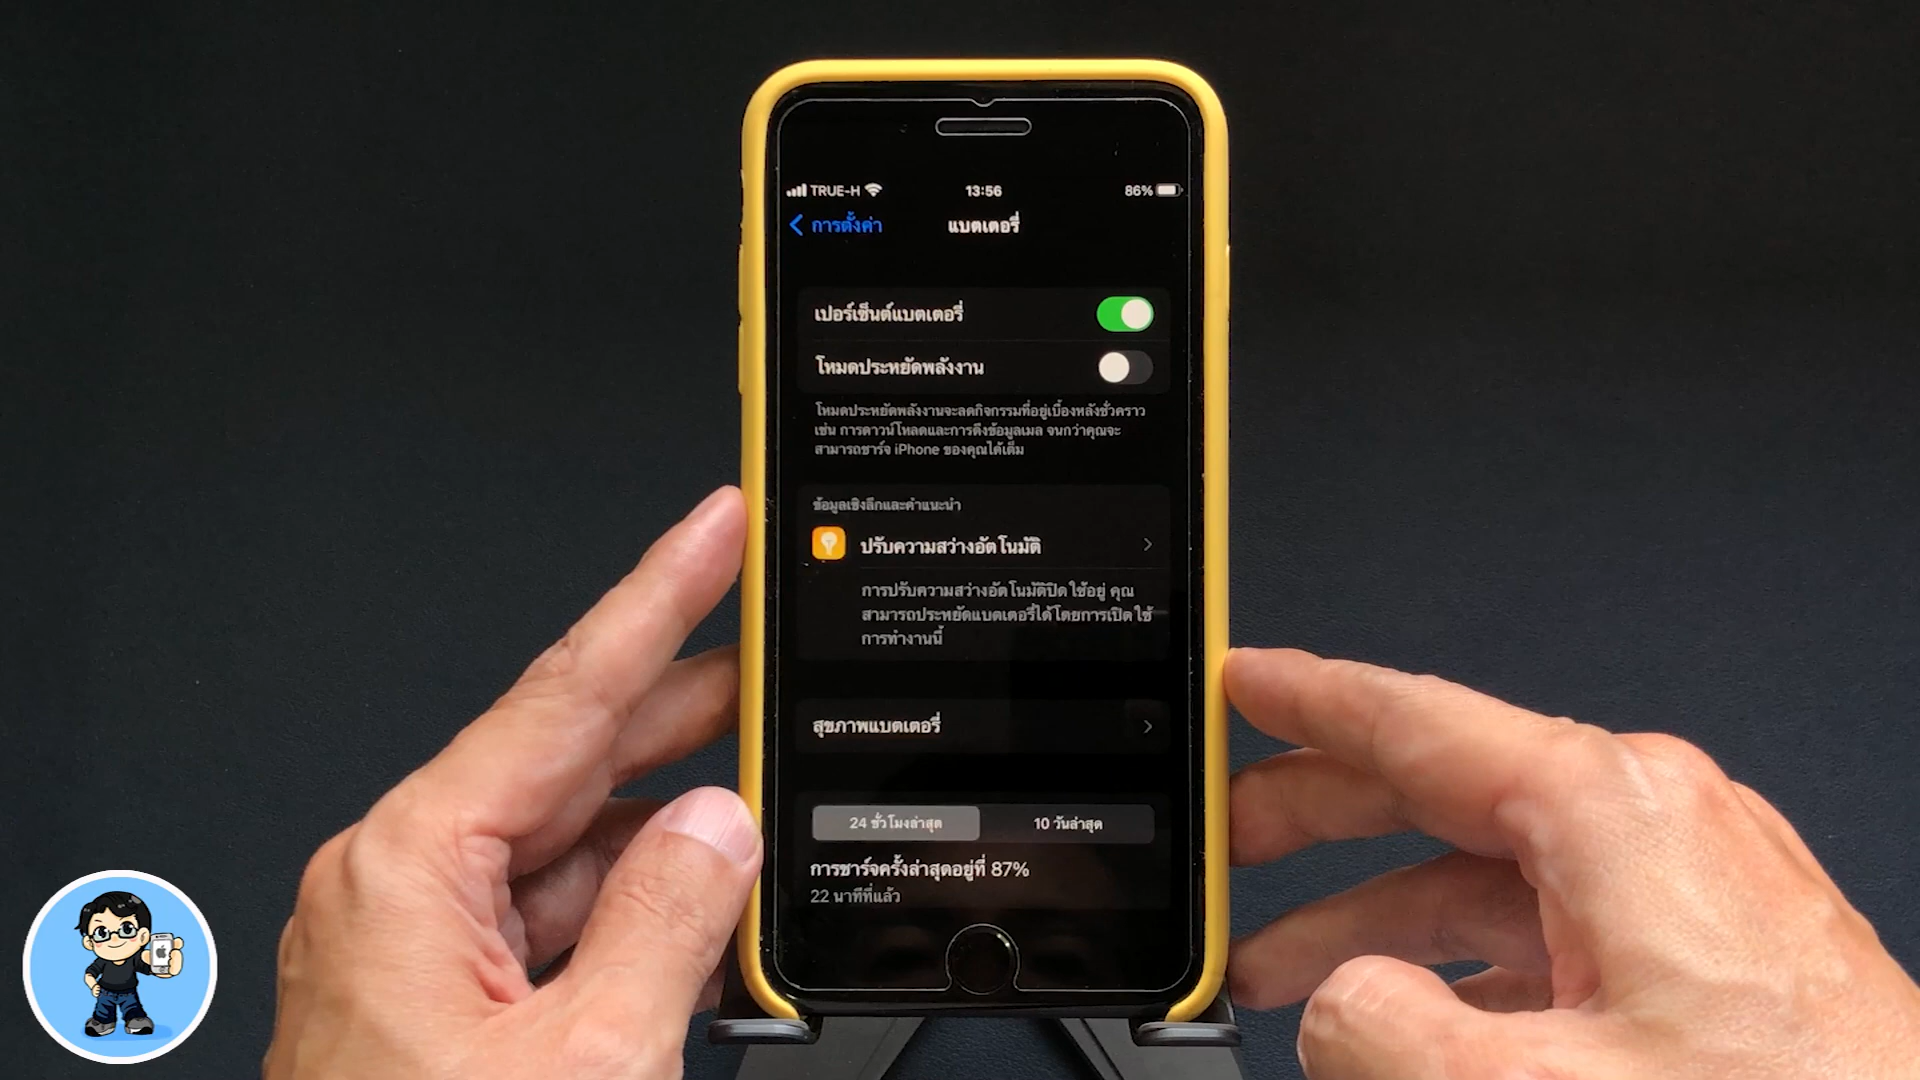 TRUE-H 13:56 86%
การตั้งค่า แบตเตอรี่
เปอร์เซ็นต์แบตเตอรี่
โหมดประหยัดพลังงาน
โหมดประหยัดพลังงานจะลดกิจกรรมที่อยู่เบื้องหลังชั่วคราว
เช่น การดาวน์โหลดและการดึงข้อมูลเมล จนกว่าคุณจะ
สามารถชาร์จ iPhone ของคุณได้เต็ม
ข้อมูลเชิงลึกและคำแนะนำ
ปรับความสว่างอัตโนมัติ
การปรับความสว่างอัตโนมัติปิดใช้อยู่ คุณ
สามารถประหยัดแบตเตอรี่ได้โดยการเปิดใช้
การทำงานนี้
สุขภาพแบตเตอรี่
24 ชั่วโมงล่าสุด 10 วันล่าสุด
การชาร์จครั้งล่าสุดอยู่ที่ 87%
22 นาทีที่แล้ว